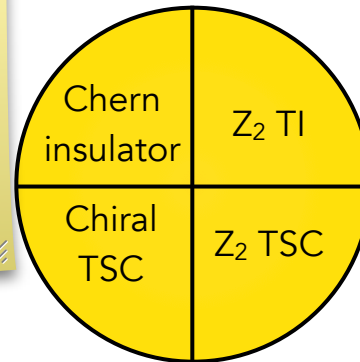 Chern
insulator
Z₂ TI
Chiral
TSC
Z₂ TSC